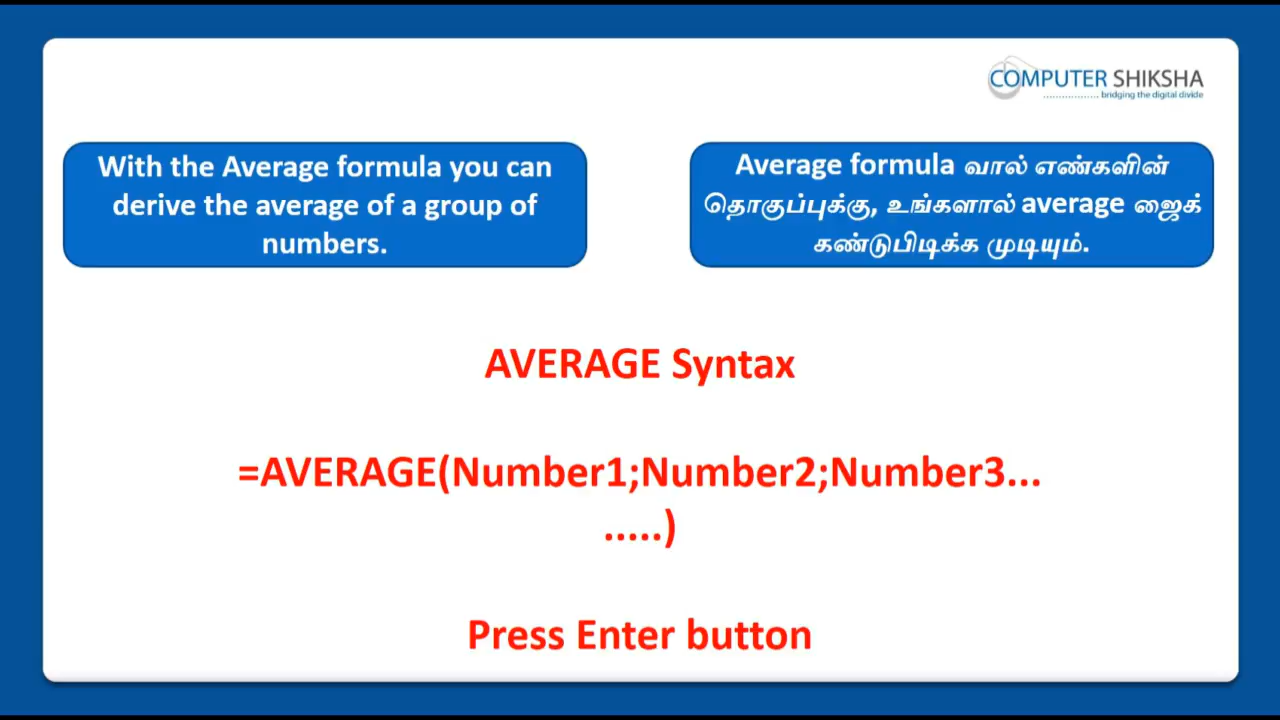 COMPUTER SHIKSHA
.................. bridging the digital divide
With the Average formula you can
derive the average of a group of
numbers.
Average formula வால் எண்களின்
தொகுப்புக்கு, உங்களால் average ஜைக்
கண்டுபிடிக்க முடியும்.
AVERAGE Syntax
=AVERAGE(Number1;Number2;Number3...
.....)
Press Enter button